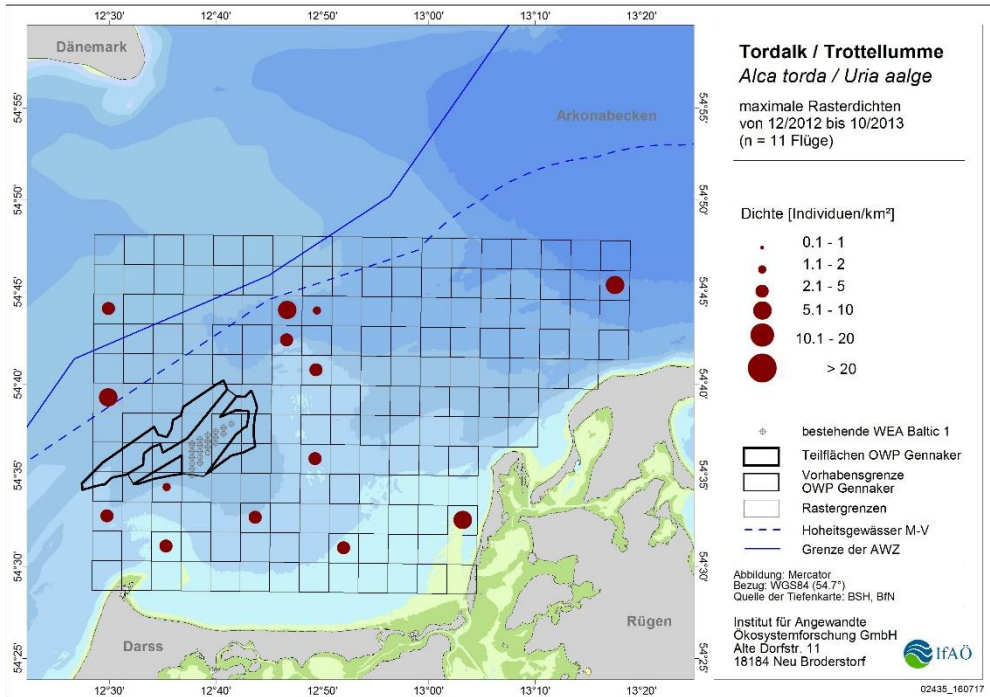 12°30' 12°40' 12°50' 13°00' 13°10' 13°20'
Dänemark
Arkonabecken
54°55' 54°55'
54°50' 54°50'
54°45' 54°45'
54°40' 54°40'
54°35' 54°35'
54°30' 54°30'
54°25' 54°25'
Darss
Rügen
12°30' 12°40' 12°50' 13°00' 13°10' 13°20'
Tordalk / Trottellumme
Alca torda / Uria aalge
maximale Rasterdichten
von 12/2012 bis 10/2013
(n = 11 Flüge)
Dichte [Individuen/km²]
0.1 - 1
1.1 - 2
2.1 - 5
5.1 - 10
10.1 - 20
> 20
bestehende WEA Baltic 1
Teilflächen OWP Gennaker
Vorhabensgrenze
OWP Gennaker
Rastergrenzen
Hoheitsgewässer M-V
Grenze der AWZ
Abbildung: Mercator
Bezug: WGS84 (54.7°)
Quelle der Tiefenkarte: BSH, BfN
Institut für Angewandte
Ökosystemforschung GmbH
Alte Dorfstr. 11
18184 Neu Broderstorf
IfAÖ
02435_160717